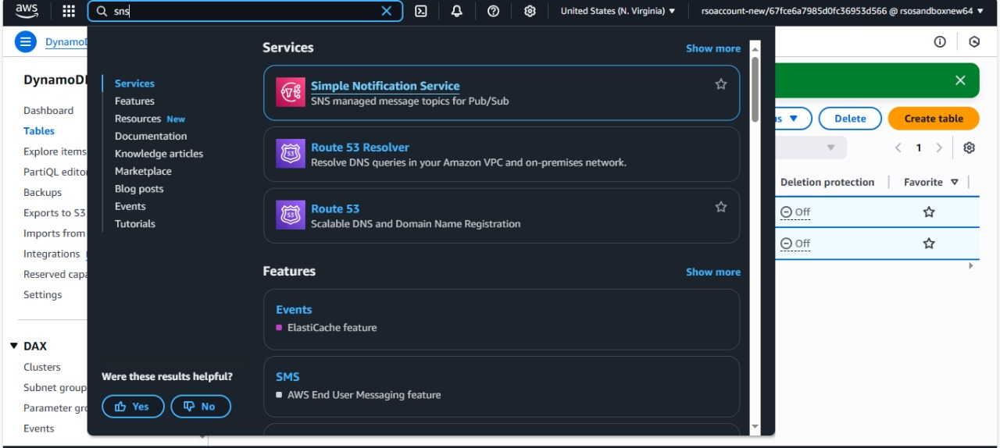 aws
sns
United States (N. Virginia)
rsoaccount-new/67fce6a7985d0fc36953d566 @ rsosandboxnew64
Services
Features
Resources New
Documentation
Knowledge articles
Marketplace
Blog posts
Events
Tutorials
Were these results helpful?
Yes
No
Services
Show more
Simple Notification Service
SNS managed message topics for Pub/Sub
Route 53 Resolver
53
Resolve DNS queries in your Amazon VPC and on-premises network.
Route 53
53
Scalable DNS and Domain Name Registration
Features
Show more
Events
ElastiCache feature
SMS
AWS End User Messaging feature
DynamoD
DynamoD
Dashboard
Tables
Explore items
PartiQL editor
Backups
Exports to S3
Imports from
Integrations
Reserved capa
Settings
DAX
Clusters
Subnet group
Parameter gro
Events
Delete
Create table
1
Deletion protection
Favorite
Off
Off